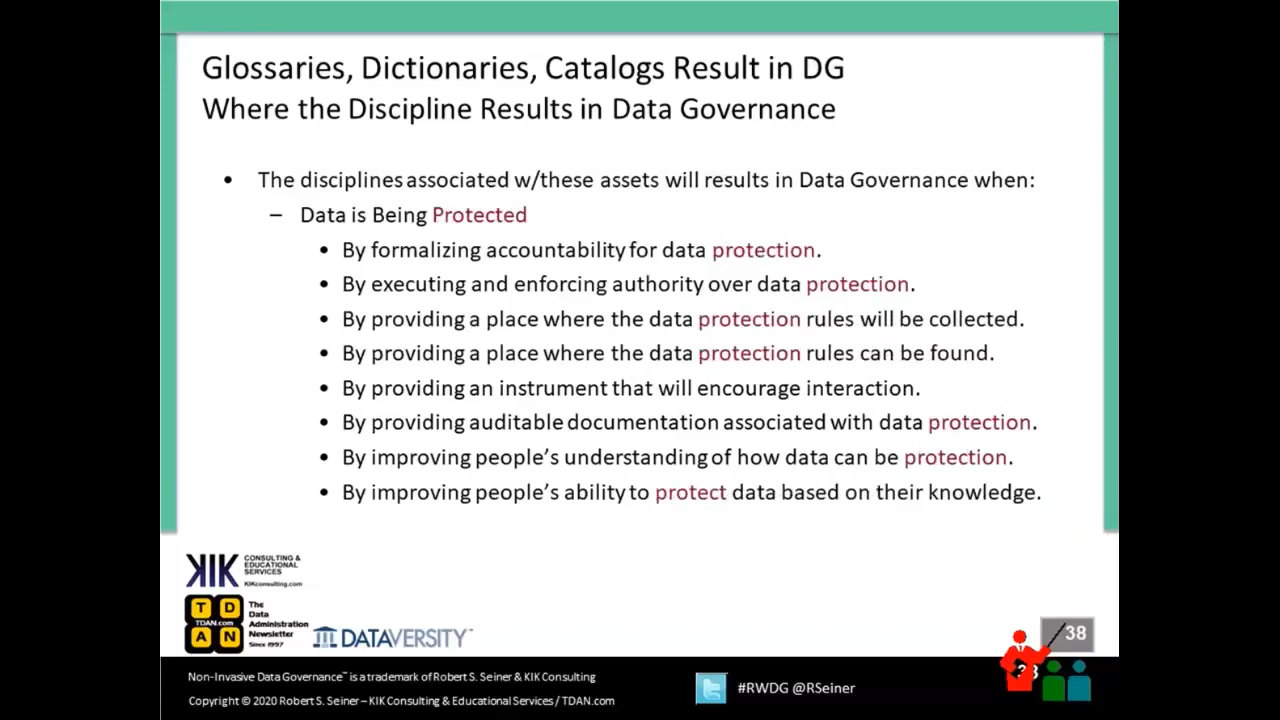 Glossaries, Dictionaries, Catalogs Result in DG
Where the Discipline Results in Data Governance
• The disciplines associated w/these assets will results in Data Governance when:
– Data is Being Protected
• By formalizing accountability for data protection.
• By executing and enforcing authority over data protection.
• By providing a place where the data protection rules will be collected.
• By providing a place where the data protection rules can be found.
• By providing an instrument that will encourage interaction.
• By providing auditable documentation associated with data protection.
• By improving people's understanding of how data can be protection.
• By improving people's ability to protect data based on their knowledge.
KIK
CONSULTING &
EDUCATIONAL
SERVICES
KIKconsulting.com
T D
TDAN.com
A N
The
Data
Administration
Newsletter
Since 1997
DATAVERSITY™
38
Non-Invasive Data Governance™ is a trademark of Robert S. Seiner & KIK Consulting
#RWDG @RSeiner
Copyright © 2020 Robert S. Seiner – KIK Consulting & Educational Services / TDAN.com